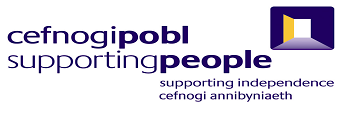 cefnogipobl
supportingpeople
supporting independence
cefnogi annibyniaeth